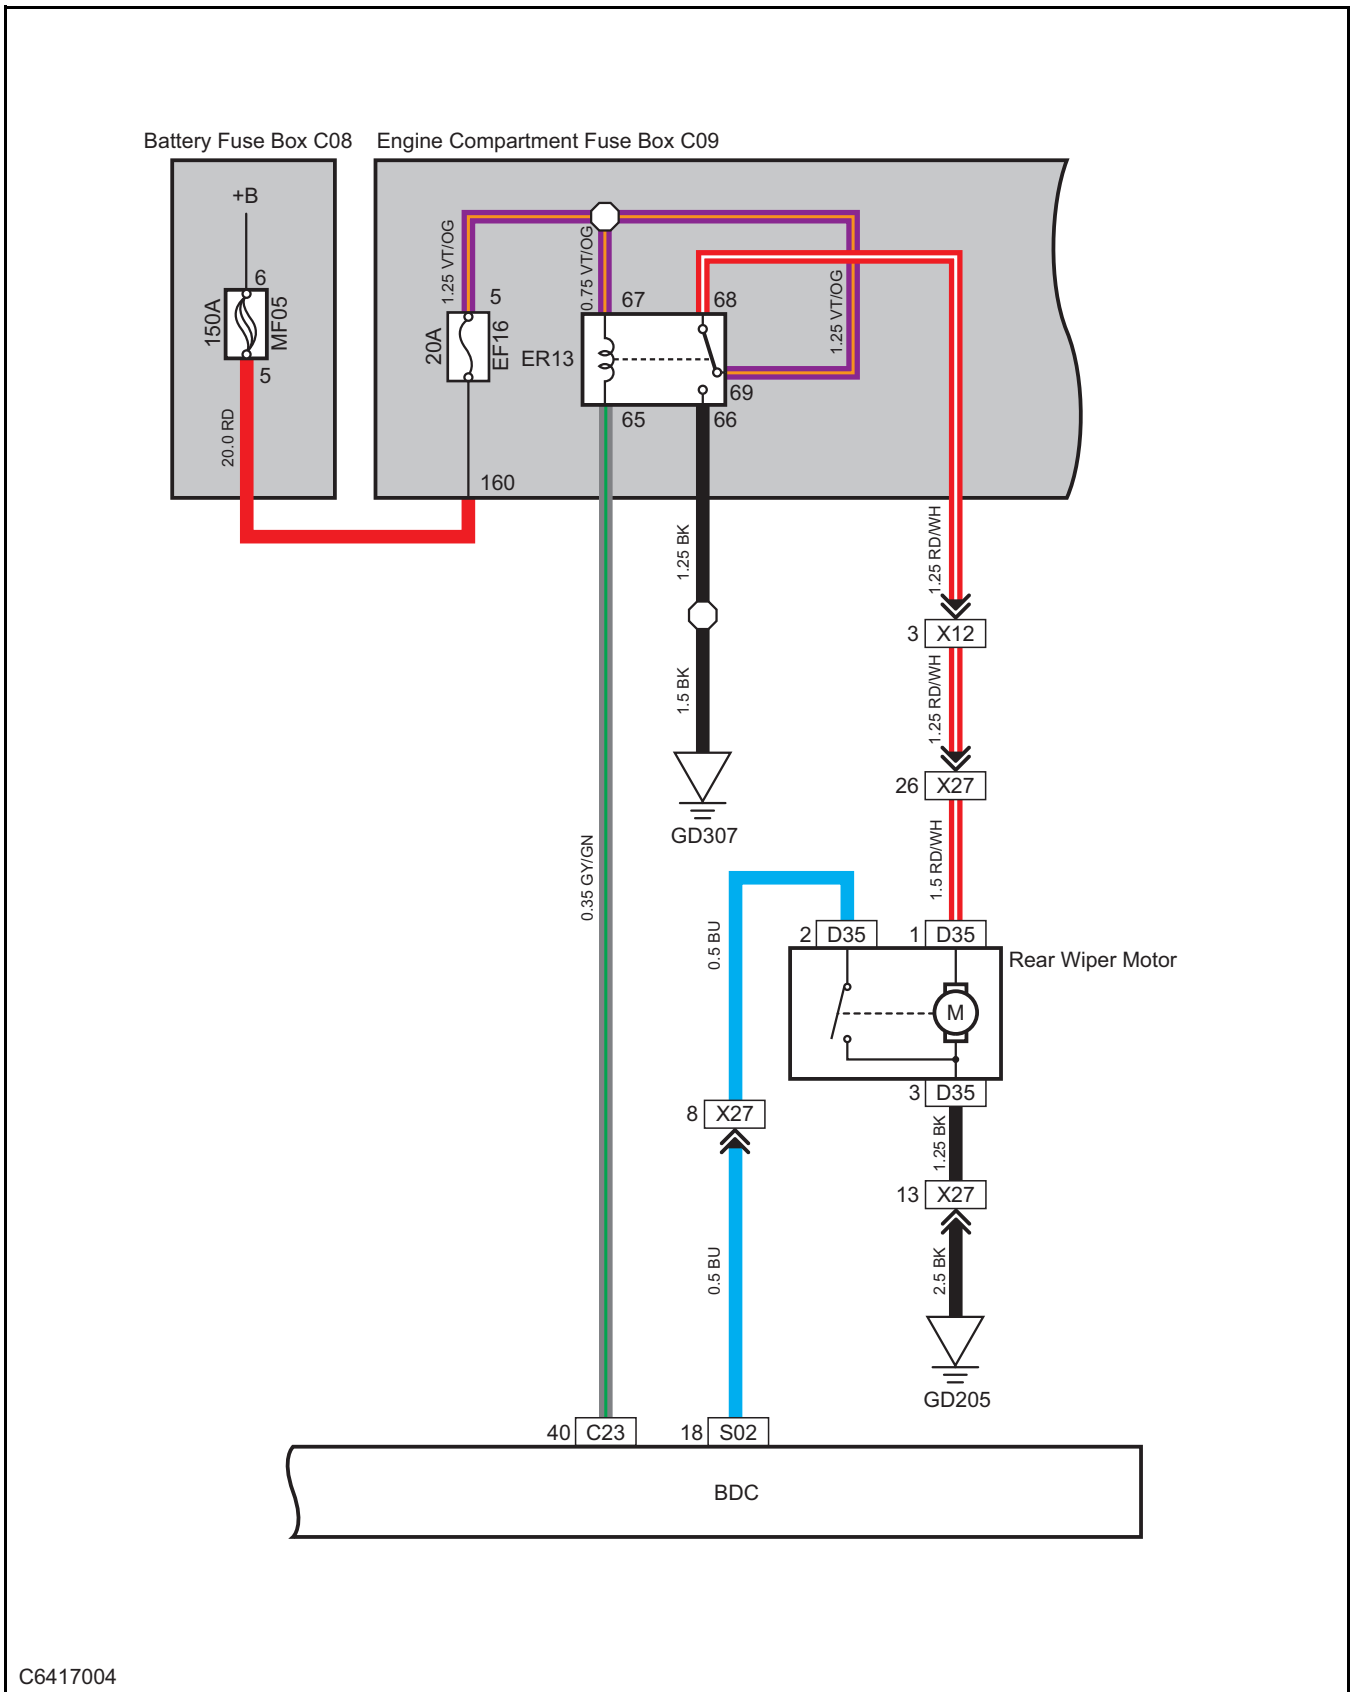 Battery Fuse Box C08
Engine Compartment Fuse Box C09
+B
6
150A
MF05
5
20.0 RD
1.25 VT/OG
0.75 VT/OG
1.25 VT/OG
5
20A
EF16
160
67
68
ER13
69
65
66
1.25 BK
1.5 BK
GD307
1.25 RD/WH
3 X12
1.25 RD/WH
26 X27
1.5 RD/WH
0.35 GY/GN
0.5 BU
2 D35
1 D35
Rear Wiper Motor
M
3 D35
8 X27
1.25 BK
13 X27
0.5 BU
2.5 BK
GD205
40 C23
18 S02
BDC
C6417004